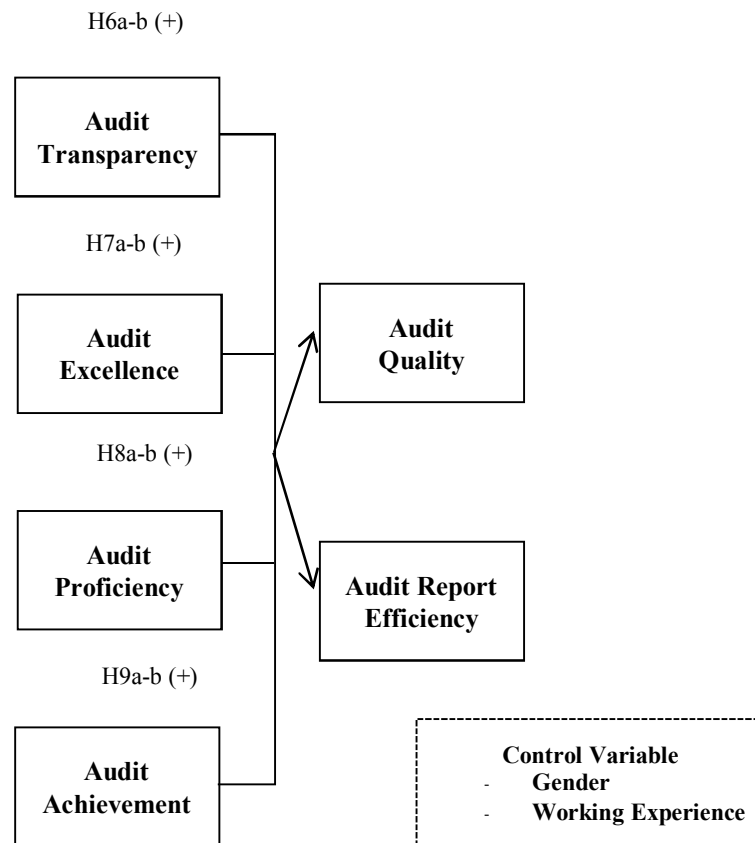 H6a-b (+)
Audit
Transparency
H7a-b (+)
Audit
Excellence
Audit
Quality
H8a-b (+)
Audit
Proficiency
Audit Report
Efficiency
H9a-b (+)
Audit
Achievement
Control Variable
- Gender
- Working Experience